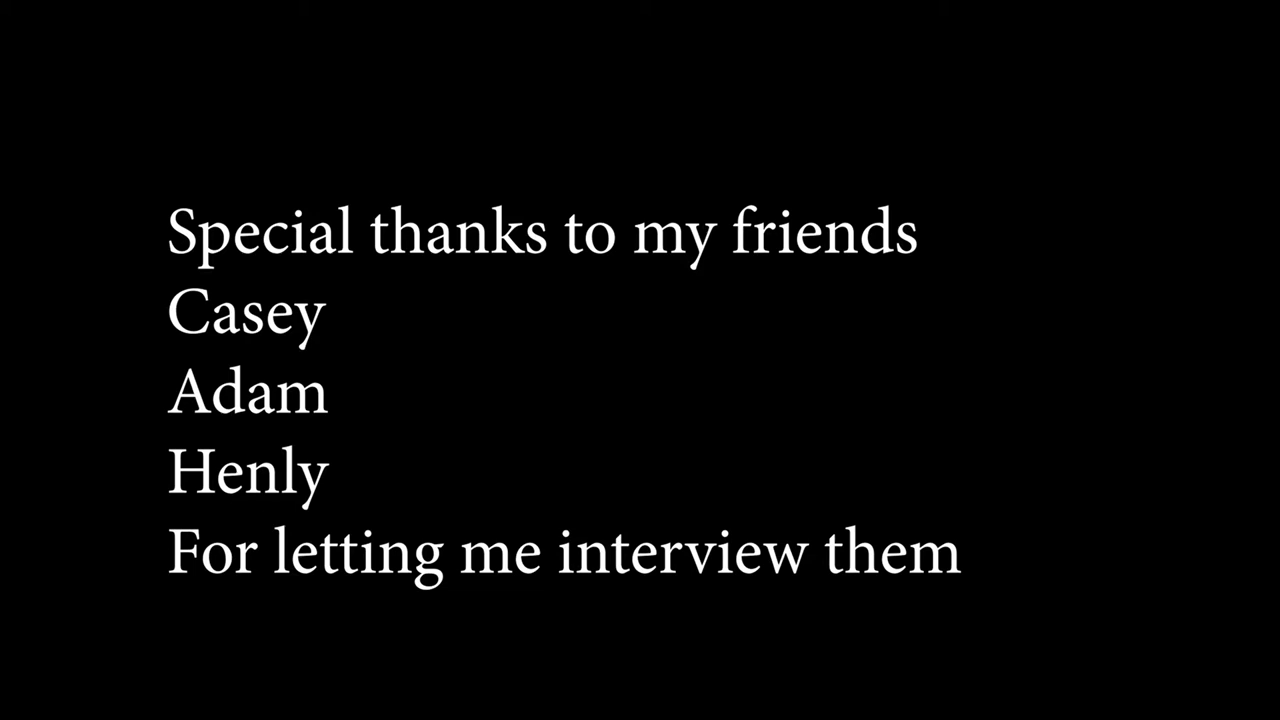 Special thanks to my friends
Casey
Adam
Henly
For letting me interview them